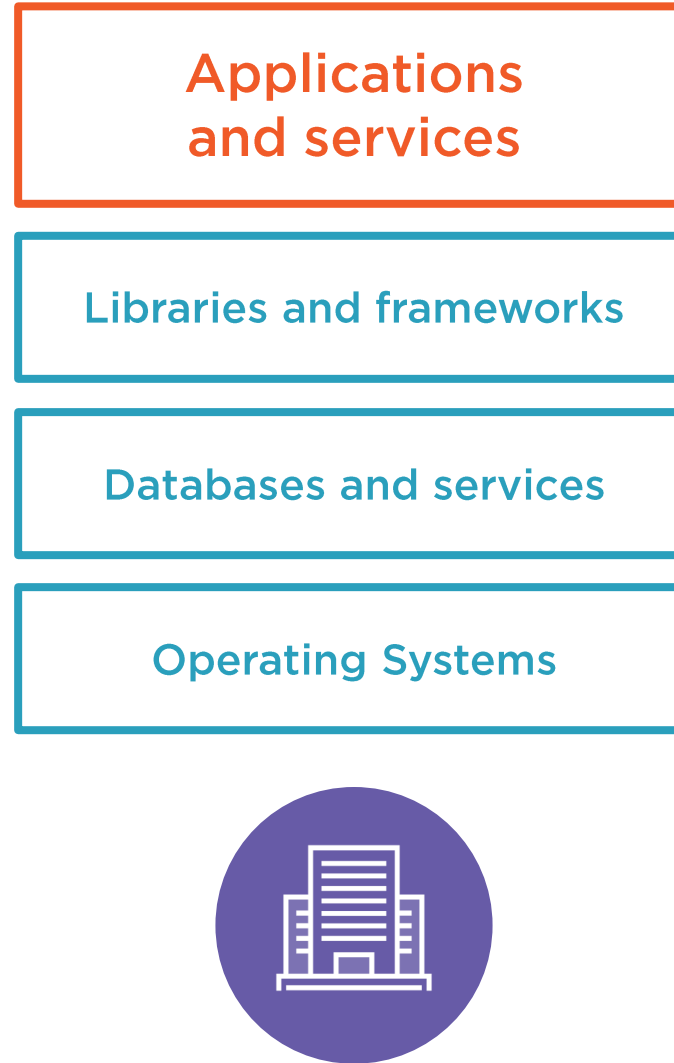 Applications
and services
Libraries and frameworks
Databases and services
Operating Systems